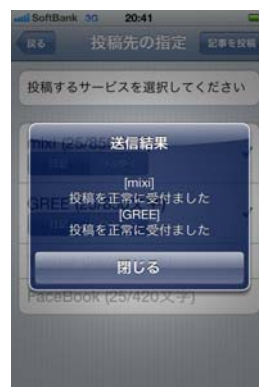 SoftBank 3G 20:41
戻る 投稿先の指定 記事を投稿
投稿するサービスを選択してください
mixi (25/85
送信結果
[mixi]
投稿を正常に受付ました
GREE (25/
[GREE]
投稿を正常に受付ました
閉じる
FaceBook (25/420文字)